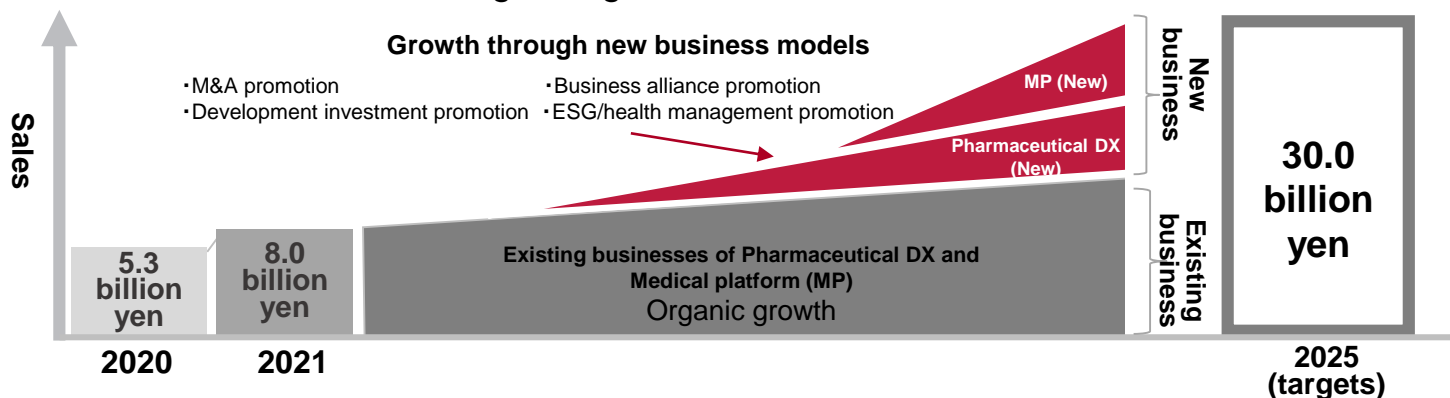 Growth through new business models
・M&A promotion
・Business alliance promotion
・Development investment promotion
・ESG/health management promotion
Sales
MP (New)
Pharmaceutical DX
(New)
New
business
Existing
business
5.3
billion
yen
8.0
billion
yen
Existing businesses of Pharmaceutical DX and
Medical platform (MP)
Organic growth
30.0
billion
yen
2020
2021
2025
(targets)